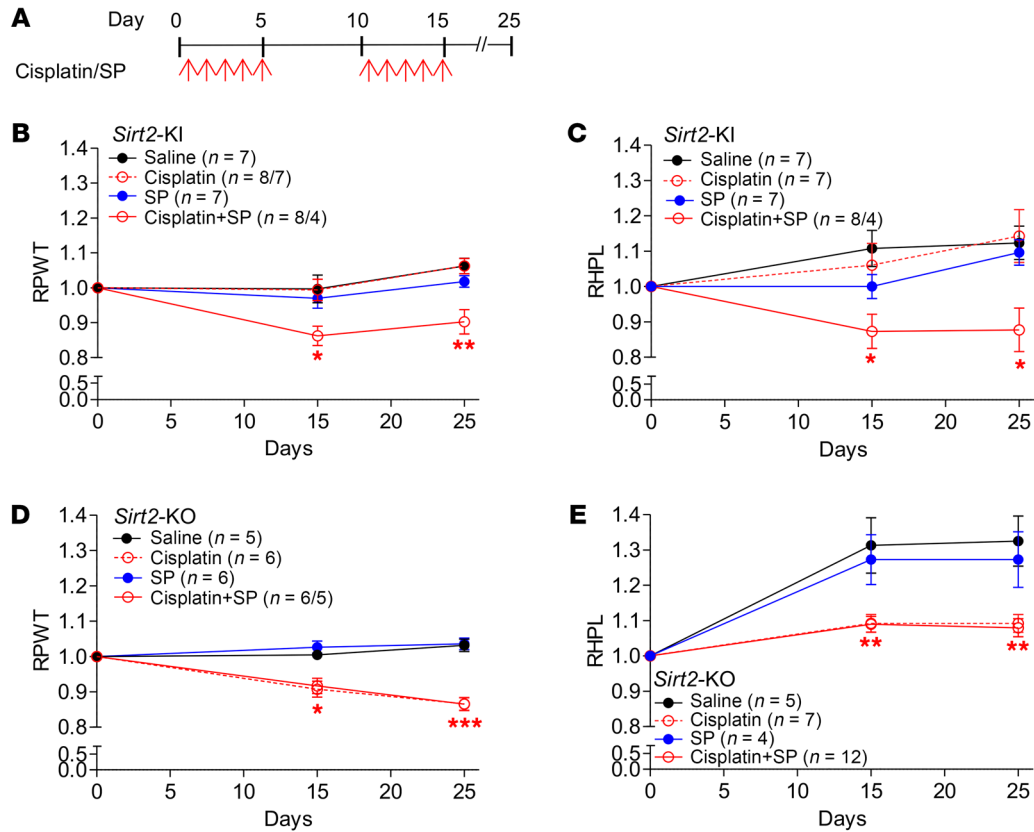 A
Day 0 5 10 15 25
Cisplatin/SP
B
Sirt2-KI
Saline (n = 7)
Cisplatin (n = 8/7)
SP (n = 7)
Cisplatin+SP (n = 8/4)
1.4
1.3
1.2
1.1
1.0
0.9
0.8
0.5
0.0
RPWT
* **
0 5 10 15 20 25
Days
C
Sirt2-KI
Saline (n = 7)
Cisplatin (n = 7)
SP (n = 7)
Cisplatin+SP (n = 8/4)
1.4
1.3
1.2
1.1
1.0
0.9
0.8
0.5
0.0
RHPL
* *
0 5 10 15 20 25
Days
D
Sirt2-KO
Saline (n = 5)
Cisplatin (n = 6)
SP (n = 6)
Cisplatin+SP (n = 6/5)
1.4
1.3
1.2
1.1
1.0
0.9
0.8
0.5
0.0
RPWT
* ***
0 5 10 15 20 25
Days
E
1.4
1.3
1.2
1.1
1.0
0.9
0.8
0.5
0.0
RHPL
** **
Sirt2-KO
Saline (n = 5)
Cisplatin (n = 7)
SP (n = 4)
Cisplatin+SP (n = 12)
0 5 10 15 20 25
Days